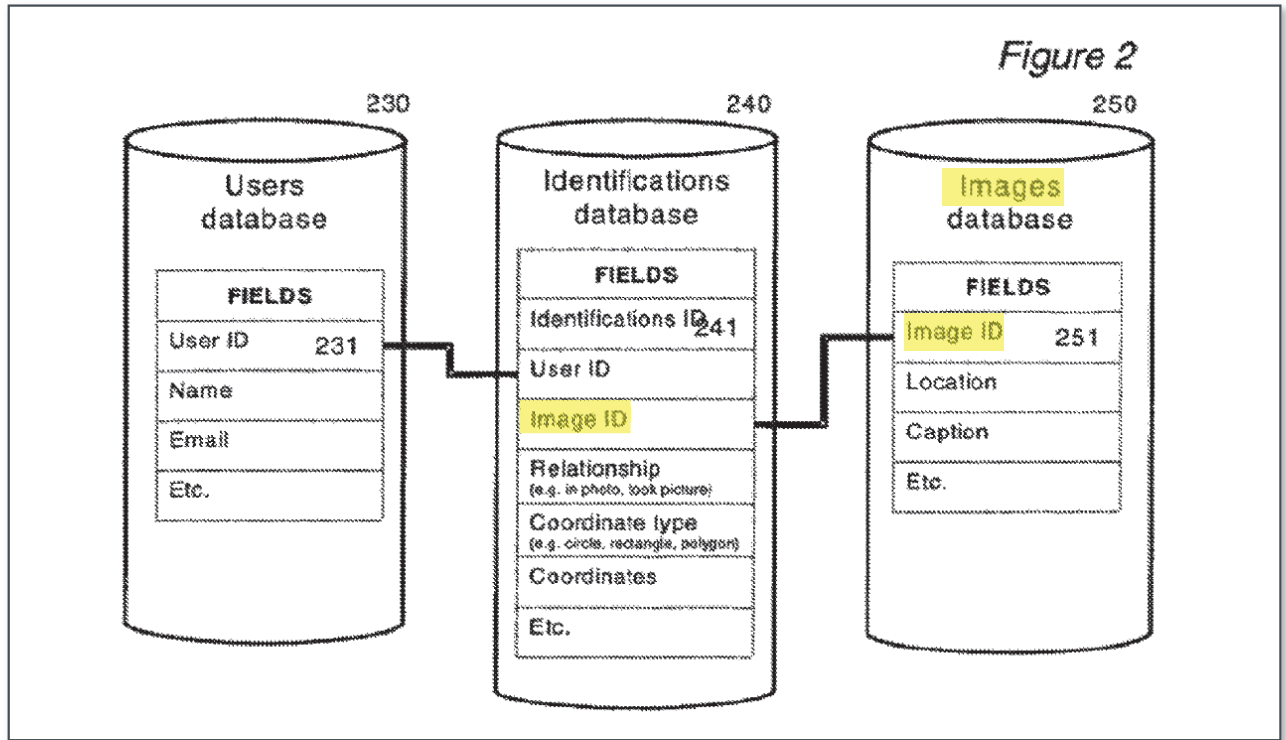 Figure 2
230
Users
database
FIELDS
User ID 231
Name
Email
Etc.
240
Identifications
database
FIELDS
Identifications ID 241
User ID
Image ID
Relationship
(e.g. in photo, took picture)
Coordinate type
(e.g. circle, rectangle, polygon)
Coordinates
Etc.
250
Images
database
FIELDS
Image ID 251
Location
Caption
Etc.